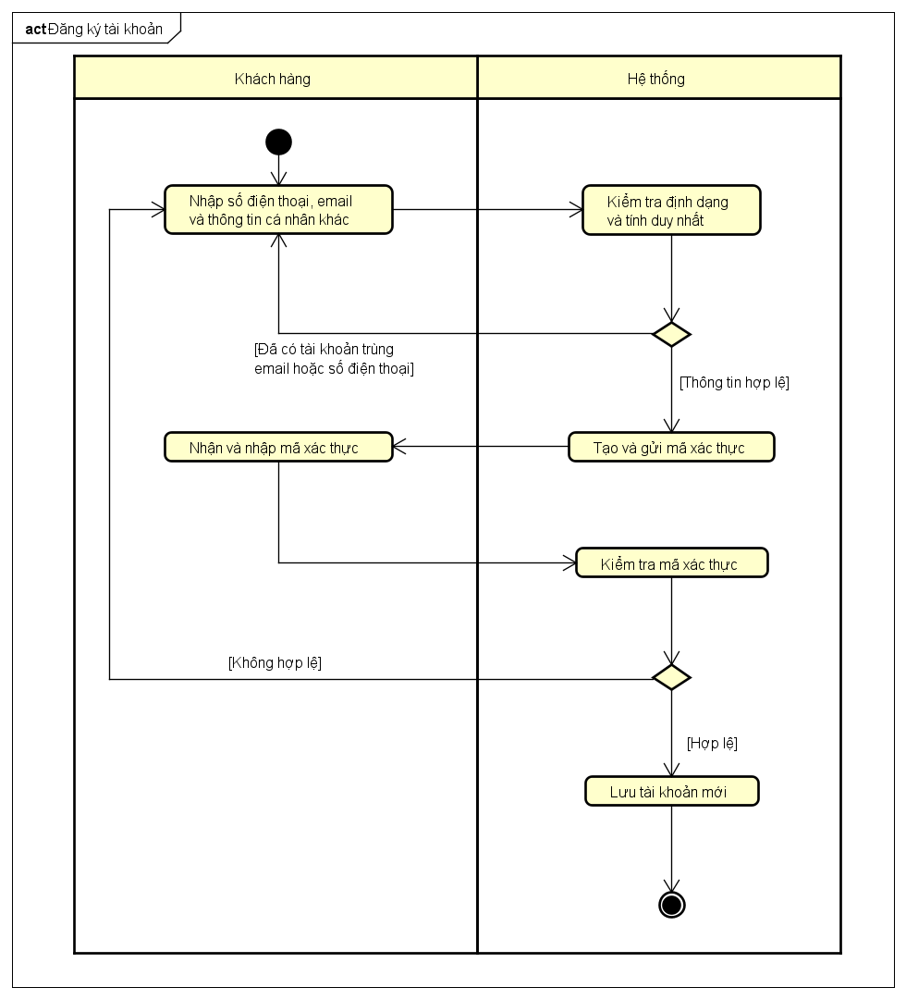 act Đăng ký tài khoản
Khách hàng
Hệ thống
Nhập số điện thoại, email
và thông tin cá nhân khác
Kiểm tra định dạng
và tính duy nhất
[Đã có tài khoản trùng
email hoặc số điện thoại]
[Thông tin hợp lệ]
Nhận và nhập mã xác thực
Tạo và gửi mã xác thực
Kiểm tra mã xác thực
[Không hợp lệ]
[Hợp lệ]
Lưu tài khoản mới